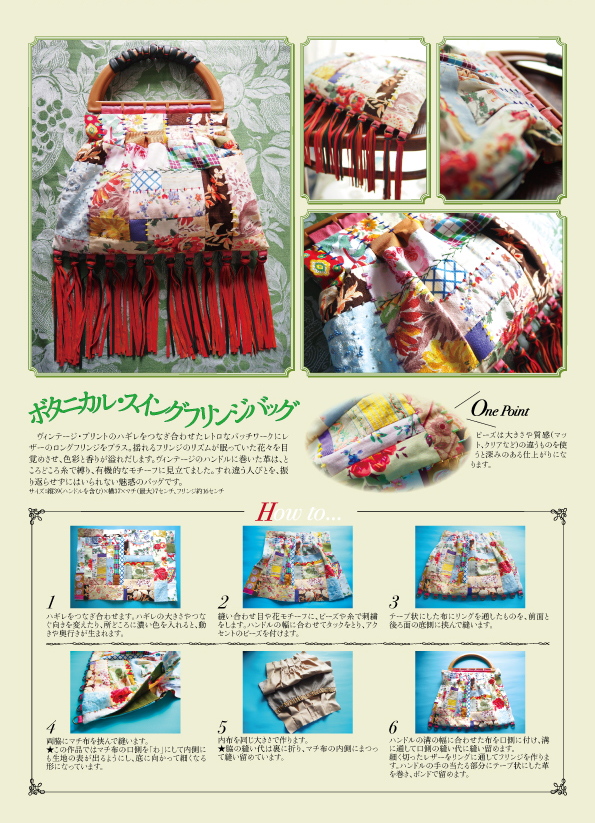 ボタニカル・スイングフリンジバッグ
ヴィンテージ・プリントのハギレをつなぎ合わせたレトロなパッチワークにレ
ザーのロングフリンジをプラス。揺れるフリンジのリズムが眠っていた花々を目
覚めさせ、色彩と香りが溢れだします。ヴィンテージのハンドルに巻いた革は、と
ころどころ糸で縛り、有機的なモチーフに見立てました。すれ違う人びとを、振
り返らせずにはいられない魅惑のバッグです。
サイズ:縦39(ハンドルを含む)×横37×マチ(最大)7センチ、フリンジ約16センチ
One Point
ビーズは大きさや質感(マッ
ト、クリアなど)の違うものを使
うと深みのある仕上がりにな
ります。
How to...
1
ハギレをつなぎ合わせます。ハギレの大きさやつな
ぐ向きを変えたり、所どころに濃い色を入れると、動
きや奥行きが生まれます。
2
縫い合わせ目や花モチーフに、ビーズや糸で刺繍
をします。ハンドルの幅に合わせてタックをとり、アク
セントのビーズを付けます。
3
テープ状にした布にリングを通したものを、前面と
後ろ面の底側に挟んで縫います。
4
両脇にマチ布を挟んで縫います。
★この作品ではマチ布の口側を「わ」にして内側に
も生地の表が出るようにし、底に向かって細くなる
形になっています。
5
内布を同じ大きさで作ります。
★脇の縫い代は裏に折り、マチ布の内側にまつっ
て縫い留めています。
6
ハンドルの溝の幅に合わせた布を口側に付け、溝
に通して口側の縫い代に縫い留めます。
細く切ったレザーをリングに通してフリンジを作りま
す。ハンドルの手の当たる部分にテープ状にした革
を巻き、ボンドで留めます。